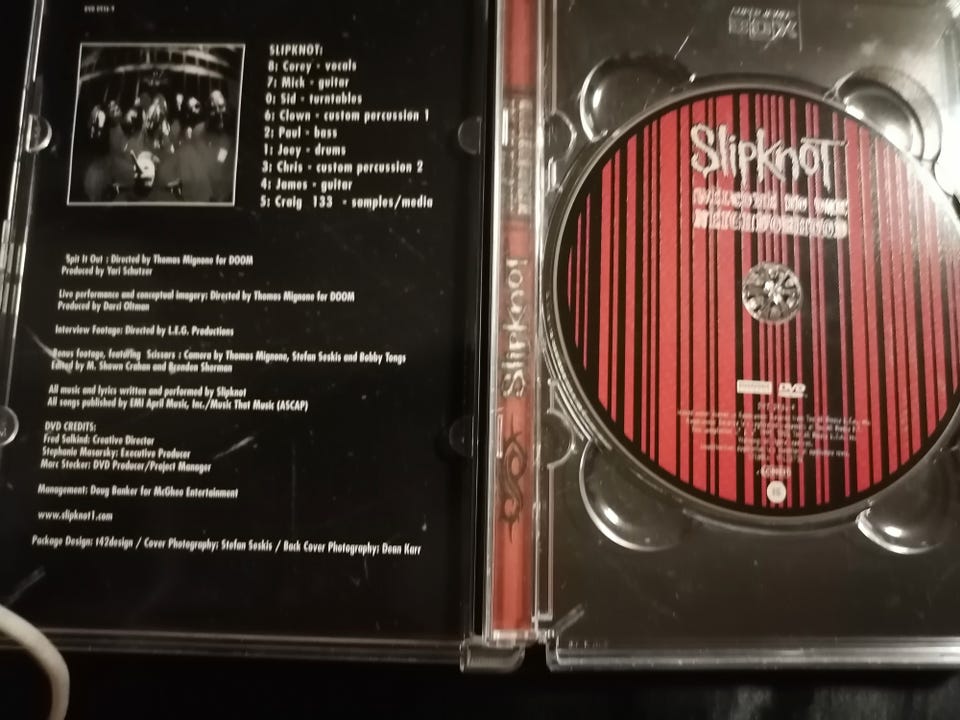 SLIPKNOT:
8: Corey - vocals
7: Mick - guitar
0: Sid - turntables
6: Clown - custom percussion 1
2: Paul - bass
1: Joey - drums
3: Chris - custom percussion 2
4: James - guitar
5: Craig 133 - samples/media
Spit It Out : Directed by Thomas Mignone for DOOM
Produced by Yori Schutzer
Live performance and conceptual imagery: Directed by Thomas Mignone for DOOM
Produced by Darci Oltman
Interview Footage: Directed by L.E.G. Productions
Bonus footage, featuring Scissors : Camera by Thomas Mignone, Stefan Seskis and Bobby Tongs
Edited by M. Shawn Crahan and Brenden Sherman
All music and lyrics written and performed by Slipknot
All songs published by EMI April Music, Inc./Music That Music (ASCAP)
DVD CREDITS:
Fred Salkind: Creative Director
Stephanie Masarsky: Executive Producer
Marc Stecker: DVD Producer/Project Manager
Management: Doug Banker for McGhee Entertainment
www.slipknot1.com
Package Design: t42design / Cover Photography: Stefan Seskis / Back Cover Photography: Dean Karr
Slipknot
Slipknot
WELCOME TO OUR
NEIGHBORHOOD
DVD